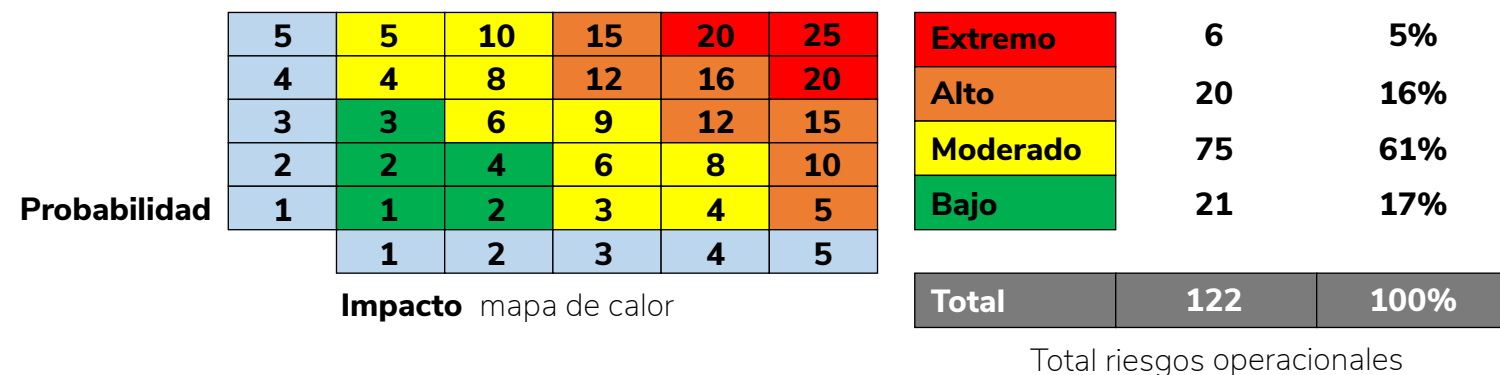 5 5 10 15 20 25
4 4 8 12 16 20
3 3 6 9 12 15
2 2 4 6 8 10
Probabilidad 1 1 2 3 4 5
1 2 3 4 5
Impacto mapa de calor
Extremo 6 5%
Alto 20 16%
Moderado 75 61%
Bajo 21 17%
Total 122 100%
Total riesgos operacionales